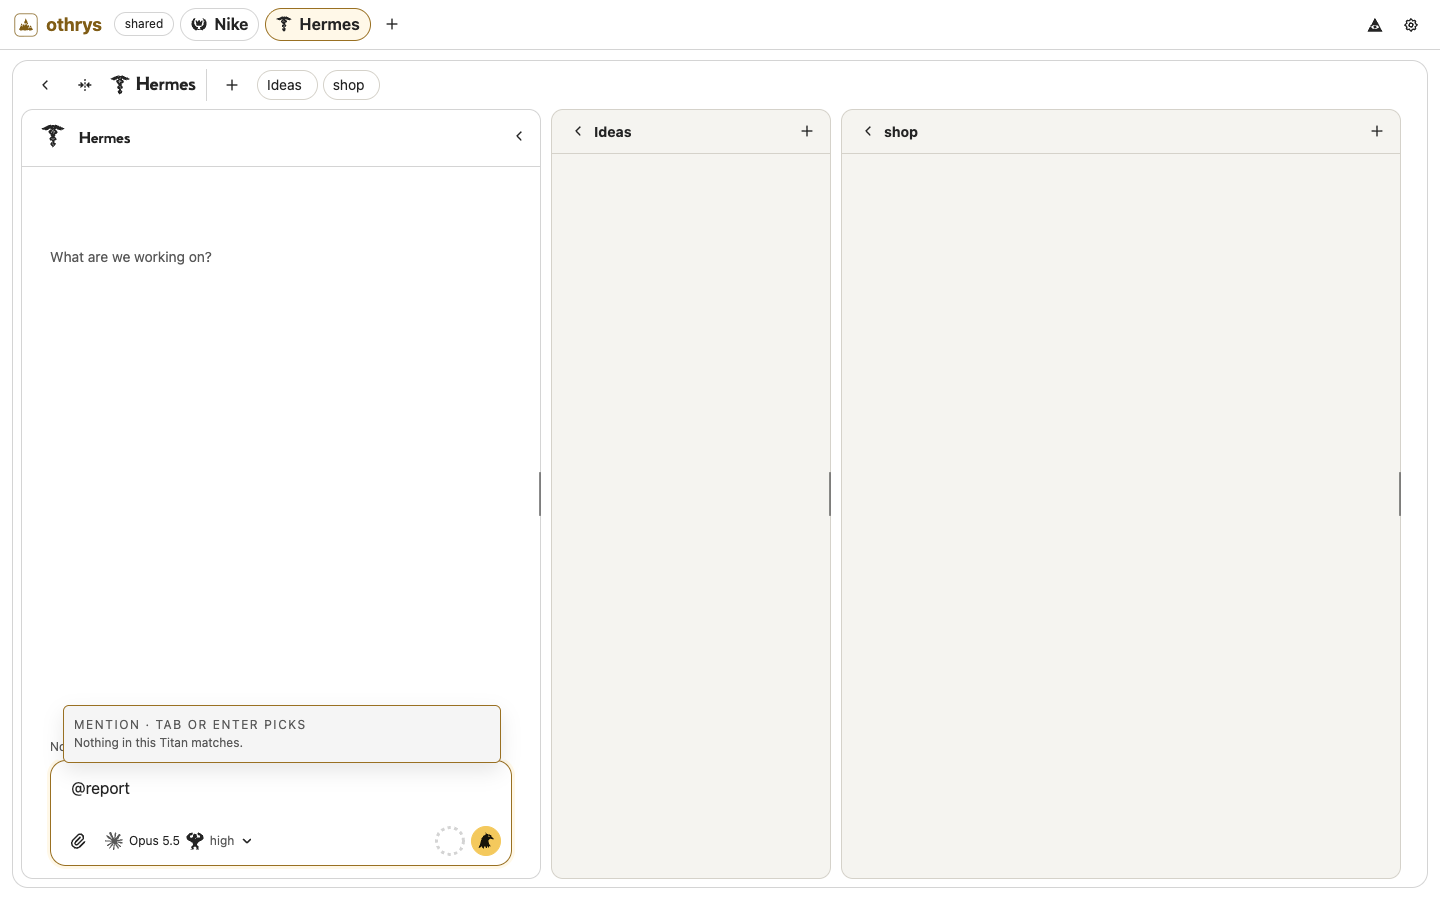 othrys shared Nike Hermes
Hermes Ideas shop
Hermes
Ideas
shop
What are we working on?
MENTION · TAB OR ENTER PICKS
Nothing in this Titan matches.
No
@report
Opus 5.5 high